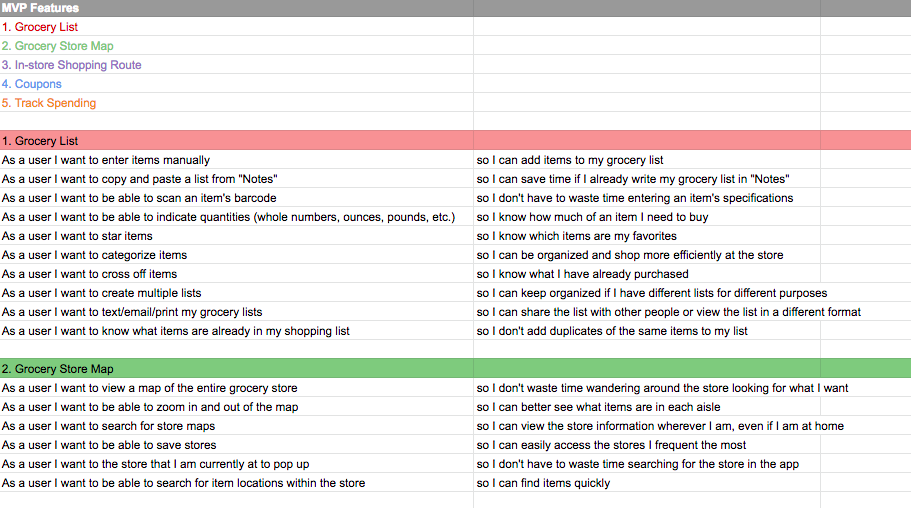 MVP Features
1. Grocery List
2. Grocery Store Map
3. In-store Shopping Route
4. Coupons
5. Track Spending
1. Grocery List
As a user I want to enter items manually so I can add items to my grocery list
As a user I want to copy and paste a list from "Notes" so I can save time if I already write my grocery list in "Notes"
As a user I want to be able to scan an item's barcode so I don't have to waste time entering an item's specifications
As a user I want to be able to indicate quantities (whole numbers, ounces, pounds, etc.) so I know how much of an item I need to buy
As a user I want to star items so I know which items are my favorites
As a user I want to categorize items so I can be organized and shop more efficiently at the store
As a user I want to cross off items so I know what I have already purchased
As a user I want to create multiple lists so I can keep organized if I have different lists for different purposes
As a user I want to text/email/print my grocery lists so I can share the list with other people or view the list in a different format
As a user I want to know what items are already in my shopping list so I don't add duplicates of the same items to my list
2. Grocery Store Map
As a user I want to view a map of the entire grocery store so I don't waste time wandering around the store looking for what I want
As a user I want to be able to zoom in and out of the map so I can better see what items are in each aisle
As a user I want to search for store maps so I can view the store information wherever I am, even if I am at home
As a user I want to be able to save stores so I can easily access the stores I frequent the most
As a user I want to the store that I am currently at to pop up so I don't have to waste time searching for the store in the app
As a user I want to be able to search for item locations within the store so I can find items quickly